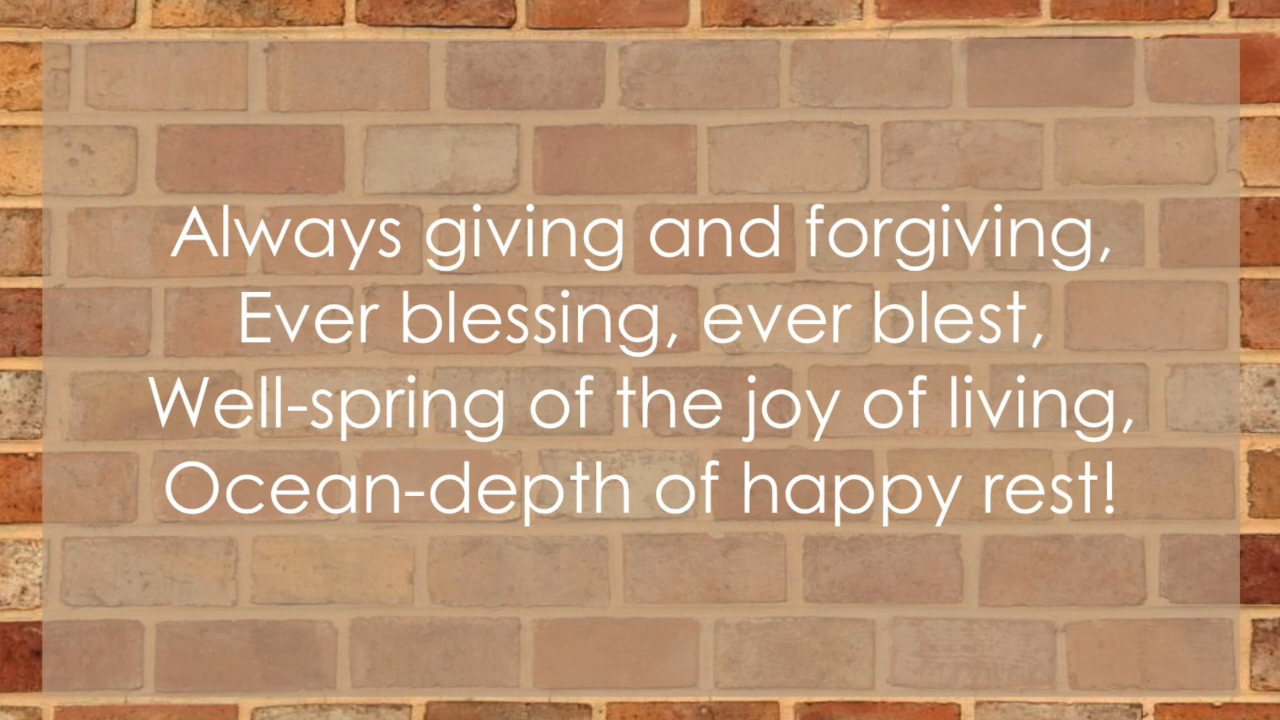 Always giving and forgiving,
Ever blessing, ever blest,
Well-spring of the joy of living,
Ocean-depth of happy rest!